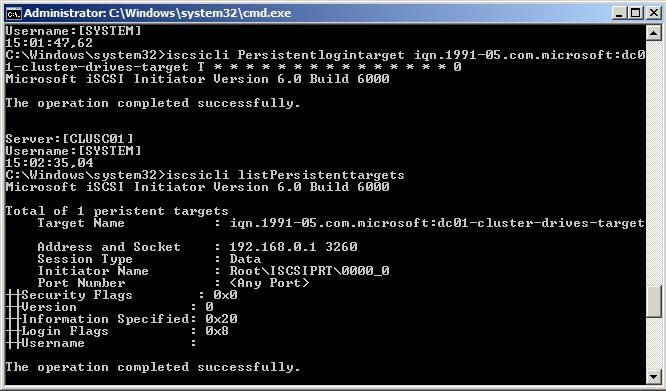 Administrator: C:\Windows\system32\cmd.exe
Username:[SYSTEM]
15:01:47,62
C:\Windows\system32>iscsicli Persistentlogintarget iqn.1991-05.com.microsoft:dc0
1-cluster-drives-target T * * * * * * * * * * * * * * * 0
Microsoft iSCSI Initiator Version 6.0 Build 6000
The operation completed successfully.
Server:[CLUSC01]
Username:[SYSTEM]
15:02:35,04
C:\Windows\system32>iscsicli listPersistenttargets
Microsoft iSCSI Initiator Version 6.0 Build 6000
Total of 1 peristent targets
Target Name : iqn.1991-05.com.microsoft:dc01-cluster-drives-target
Address and Socket : 192.168.0.1 3260
Session Type : Data
Initiator Name : Root\ISCSIPRT\0000_0
Port Number : <Any Port>
╫Security Flags : 0x0
╫Version : 0
╫Information Specified: 0x20
╫Login Flags : 0x8
╫Username :
The operation completed successfully.